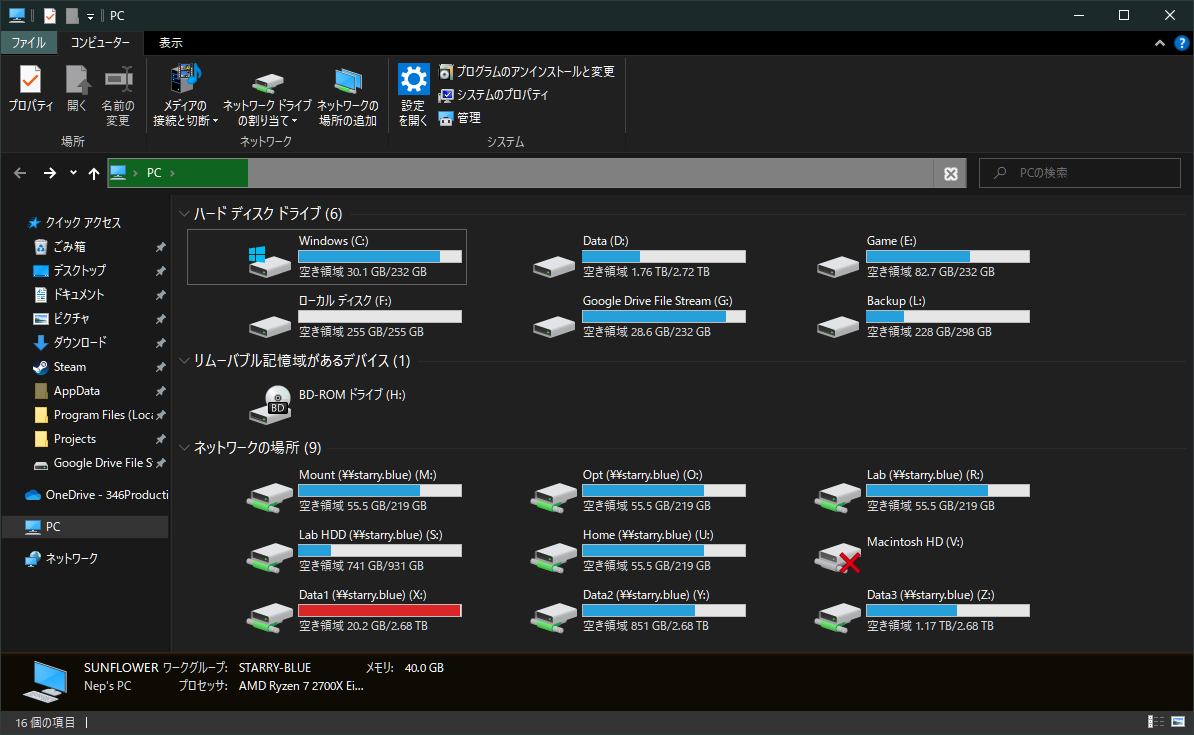 PC
ファイル
コンピューター
表示
プロパティ
開く
名前の
変更
メディアの
接続と切断
ネットワーク ドライブ
の割り当て
ネットワークの
場所の追加
設定
を開く
プログラムのアンインストールと変更
システムのプロパティ
管理
場所
ネットワーク
システム
PC
PCの検索
クイック アクセス
ごみ箱
デスクトップ
ドキュメント
ピクチャ
ダウンロード
Steam
AppData
Program Files (Loca
Projects
Google Drive File S
OneDrive - 346Producti
PC
ネットワーク
ハード ディスク ドライブ (6)
Windows (C:)
空き領域 30.1 GB/232 GB
Data (D:)
空き領域 1.76 TB/2.72 TB
Game (E:)
空き領域 82.7 GB/232 GB
ローカル ディスク (F:)
空き領域 255 GB/255 GB
Google Drive File Stream (G:)
空き領域 28.6 GB/232 GB
Backup (L:)
空き領域 228 GB/298 GB
リムーバブル記憶域があるデバイス (1)
BD
BD-ROM ドライブ (H:)
ネットワークの場所 (9)
Mount (¥¥starry.blue) (M:)
空き領域 55.5 GB/219 GB
Opt (¥¥starry.blue) (O:)
空き領域 55.5 GB/219 GB
Lab (¥¥starry.blue) (R:)
空き領域 55.5 GB/219 GB
Lab HDD (¥¥starry.blue) (S:)
空き領域 741 GB/931 GB
Home (¥¥starry.blue) (U:)
空き領域 55.5 GB/219 GB
Macintosh HD (V:)
Data1 (¥¥starry.blue) (X:)
空き領域 20.2 GB/2.68 TB
Data2 (¥¥starry.blue) (Y:)
空き領域 851 GB/2.68 TB
Data3 (¥¥starry.blue) (Z:)
空き領域 1.17 TB/2.68 TB
SUNFLOWER ワークグループ: STARRY-BLUE メモリ: 40.0 GB
Nep's PC プロセッサ: AMD Ryzen 7 2700X Ei...
16 個の項目